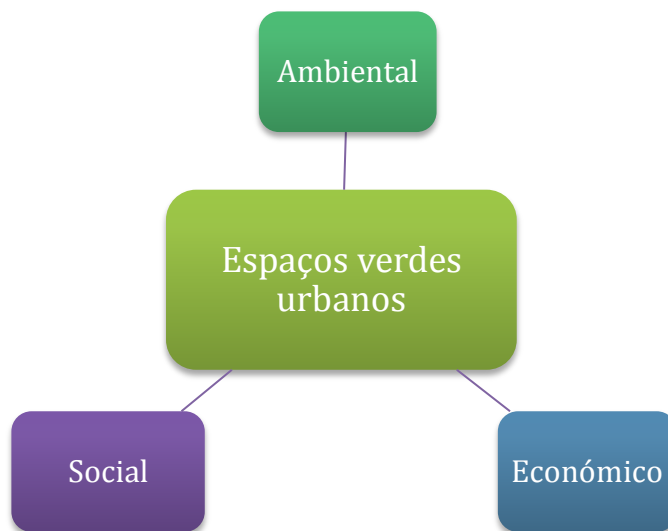 Ambiental
Espaços verdes
urbanos
Social
Económico